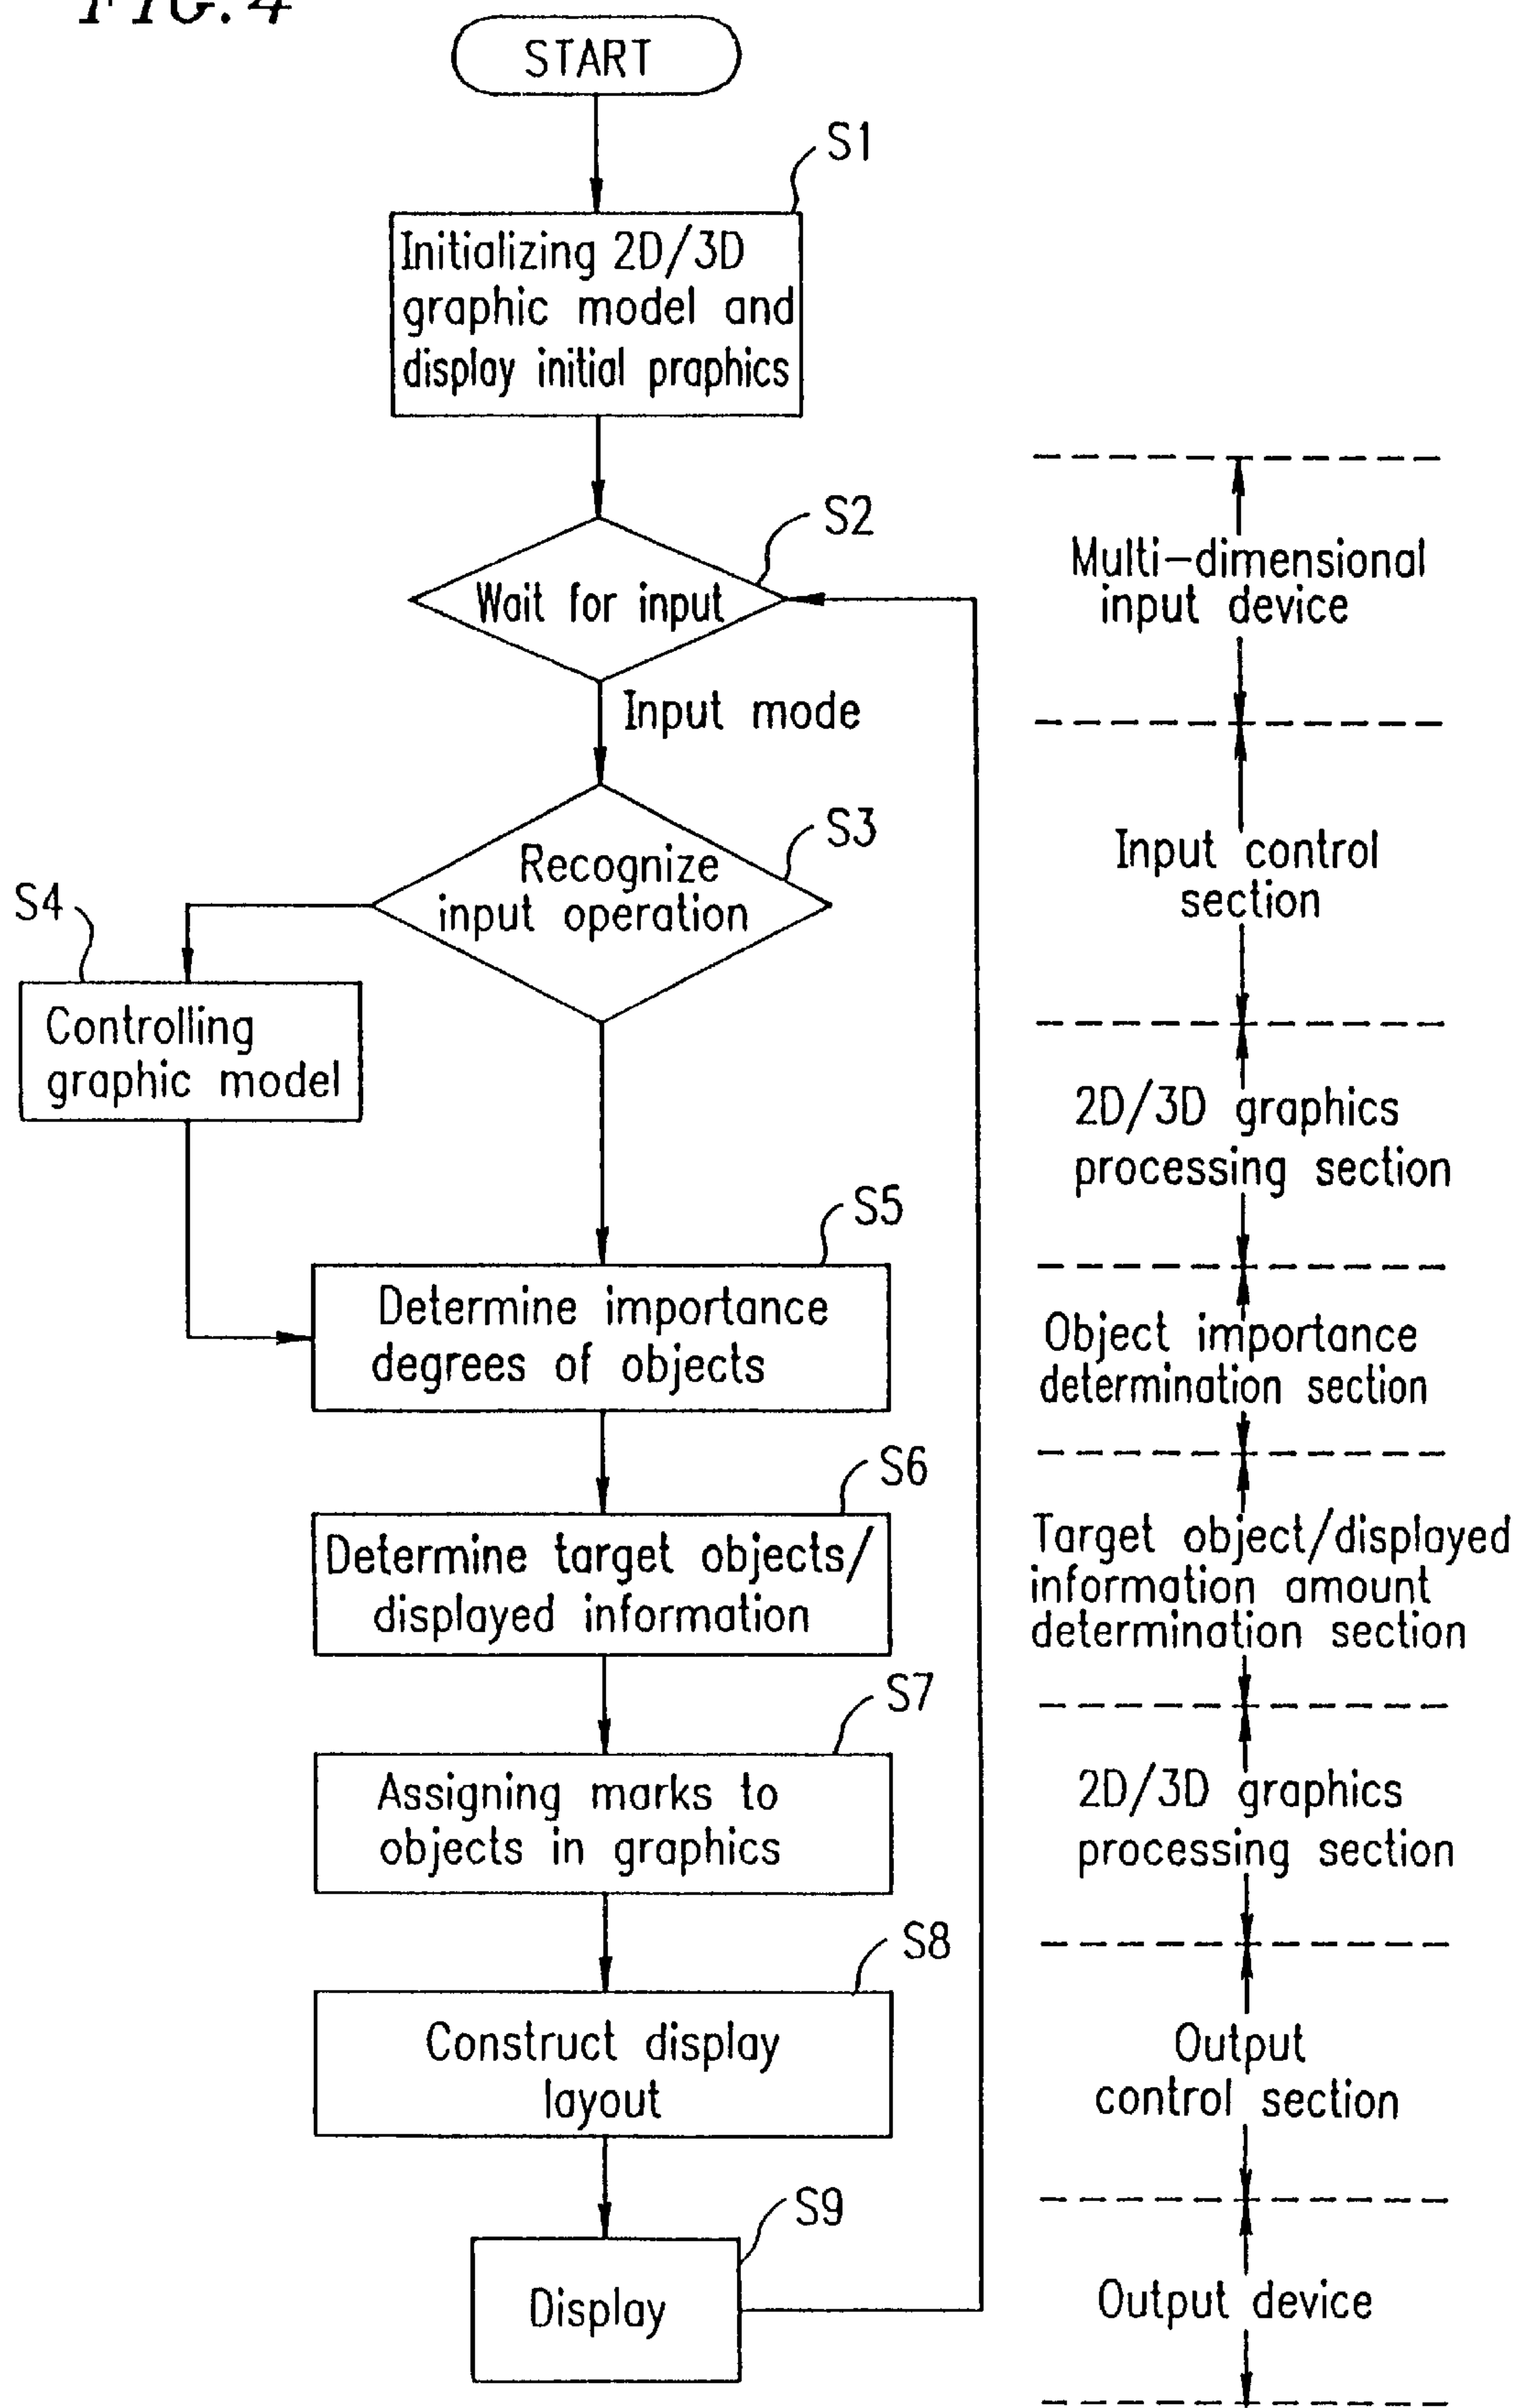 FIG. 4
START
S1
Initializing 2D/3D
graphic model and
display initial praphics
S2
Wait for input
Input mode
S3
Recognize
input operation
S4
Controlling
graphic model
S5
Determine importance
degrees of objects
S6
Determine target objects/
displayed information
S7
Assigning marks to
objects in graphics
S8
Construct display
layout
S9
Display
Multi-dimensional
input device
Input control
section
2D/3D graphics
processing section
Object importance
determination section
Target object/displayed
information amount
determination section
2D/3D graphics
processing section
Output
control section
Output device